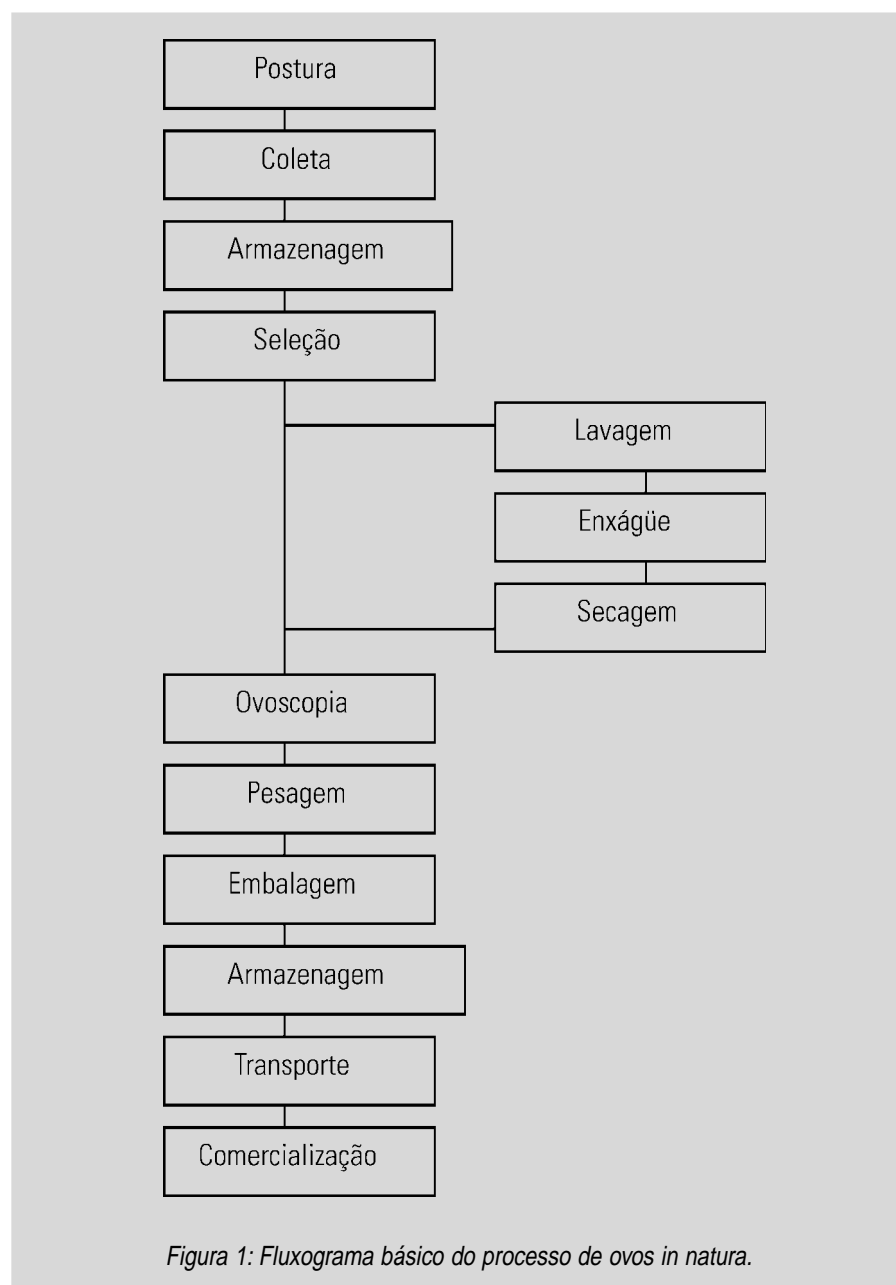 Postura
Coleta
Armazenagem
Seleção
Lavagem
Enxágüe
Secagem
Ovoscopia
Pesagem
Embalagem
Armazenagem
Transporte
Comercialização
Figura 1: Fluxograma básico do processo de ovos in natura.